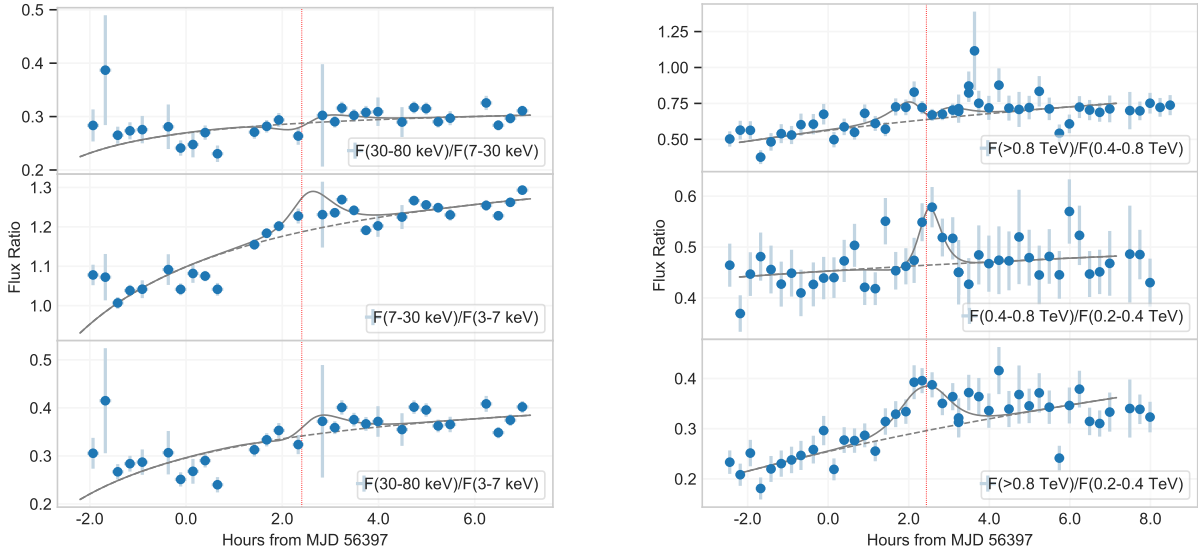 0.5
0.4
0.3
0.2
F(30-80 keV)/F(7-30 keV)
1.3
1.2
1.1
1.0
Flux Ratio
F(7-30 keV)/F(3-7 keV)
0.5
0.4
0.3
0.2
F(30-80 keV)/F(3-7 keV)
-2.0 0.0 2.0 4.0 6.0
Hours from MJD 56397
1.25
1.00
0.75
0.50
F(>0.8 TeV)/F(0.4-0.8 TeV)
0.6
0.5
0.4
Flux Ratio
F(0.4-0.8 TeV)/F(0.2-0.4 TeV)
0.4
0.3
0.2
F(>0.8 TeV)/F(0.2-0.4 TeV)
-2.0 0.0 2.0 4.0 6.0 8.0
Hours from MJD 56397